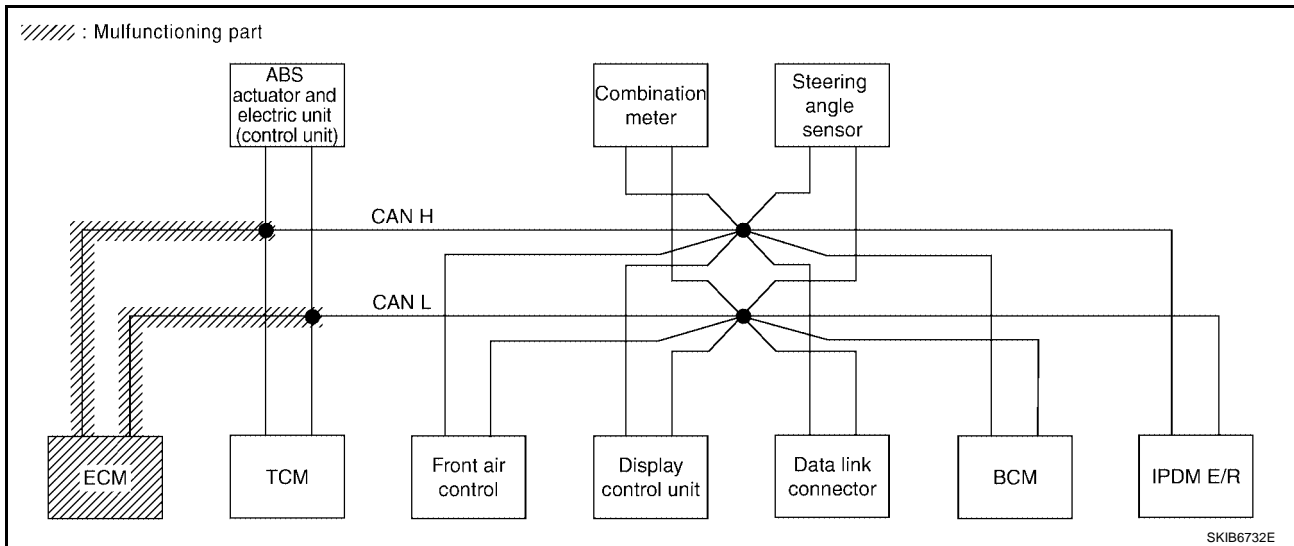 : Mulfunctioning part
ABS
actuator and
electric unit
(control unit)
Combination
meter
Steering
angle
sensor
CAN H
CAN L
ECM
TCM
Front air
control
Display
control unit
Data link
connector
BCM
IPDM E/R
SKIB6732E